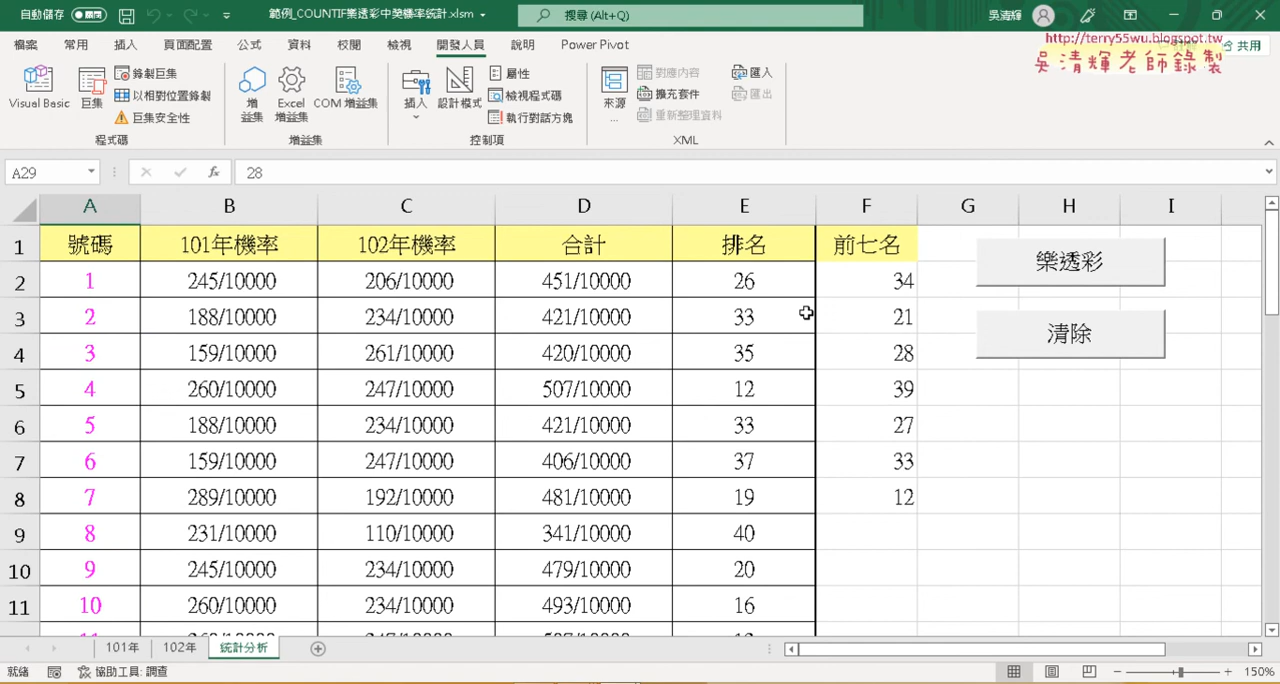 自動儲存 範例_COUNTIF樂透彩中獎機率統計.xlsm 搜尋 (Alt+Q) 吳清輝
檔案 常用 插入 頁面配置 公式 資料 校閱 檢視 開發人員 說明 Power Pivot 共用
http://terry55wu.blogspot.tw
吳清輝老師錄製
Visual Basic 巨集 錄製巨集 以相對位置錄製 巨集安全性 程式碼
增益集 Excel 增益集 COM 增益集 增益集
插入 設計模式 屬性 檢視程式碼 執行對話方塊 控制項
來源 ... 對應內容 擴充套件 重新整理資料 匯入 匯出 XML
A29 fx 28
A B C D E F G H I
1 號碼 101年機率 102年機率 合計 排名 前七名 樂透彩
2 1 245/10000 206/10000 451/10000 26 34
3 2 188/10000 234/10000 421/10000 33 21 清除
4 3 159/10000 261/10000 420/10000 35 28
5 4 260/10000 247/10000 507/10000 12 39
6 5 188/10000 234/10000 421/10000 33 27
7 6 159/10000 247/10000 406/10000 37 33
8 7 289/10000 192/10000 481/10000 19 12
9 8 231/10000 110/10000 341/10000 40
10 9 245/10000 234/10000 479/10000 20
11 10 260/10000 234/10000 493/10000 16
101年 102年 統計分析
就緒 協助工具: 調查 150%